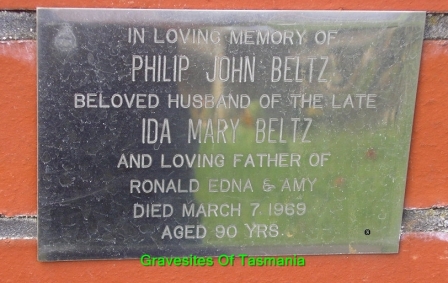 IN LOVING MEMORY OF
PHILIP JOHN BELTZ
BELOVED HUSBAND OF THE LATE
IDA MARY BELTZ
AND LOVING FATHER OF
RONALD EDNA & AMY
DIED MARCH 7. 1969
AGED 90 YRS.
Gravesites Of Tasmania